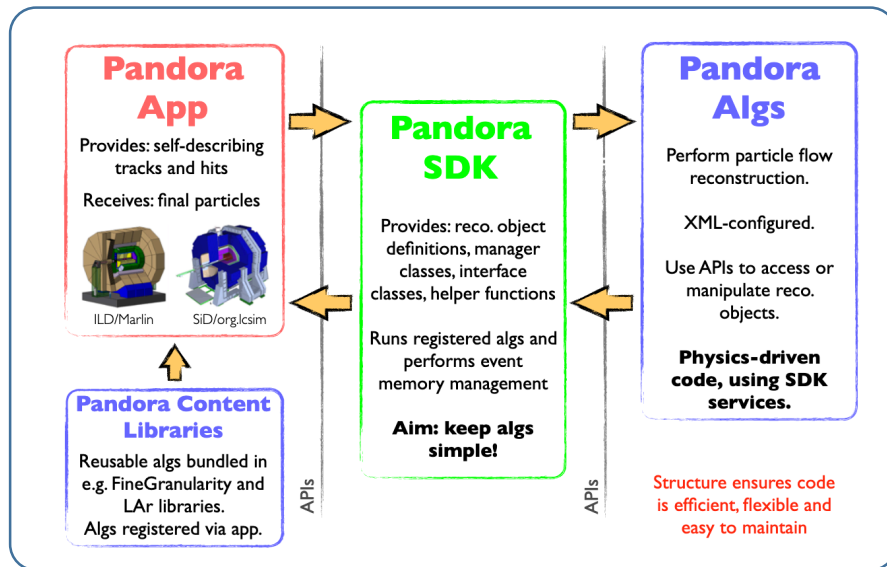 Pandora
App
Provides: self-describing
tracks and hits
Receives: final particles
ILD/Marlin
SiD/org.lcsim
Pandora Content
Libraries
Reusable algs bundled in
e.g. FineGranularity and
LAr libraries.
Algs registered via app.
APIs
Pandora
SDK
Provides: reco. object
definitions, manager
classes, interface
classes, helper functions
Runs registered algs and
performs event
memory management
Aim: keep algs
simple!
APIs
Pandora
Algs
Perform particle flow
reconstruction.
XML-configured.
Use APIs to access or
manipulate reco.
objects.
Physics-driven
code, using SDK
services.
Structure ensures code
is efficient, flexible and
easy to maintain